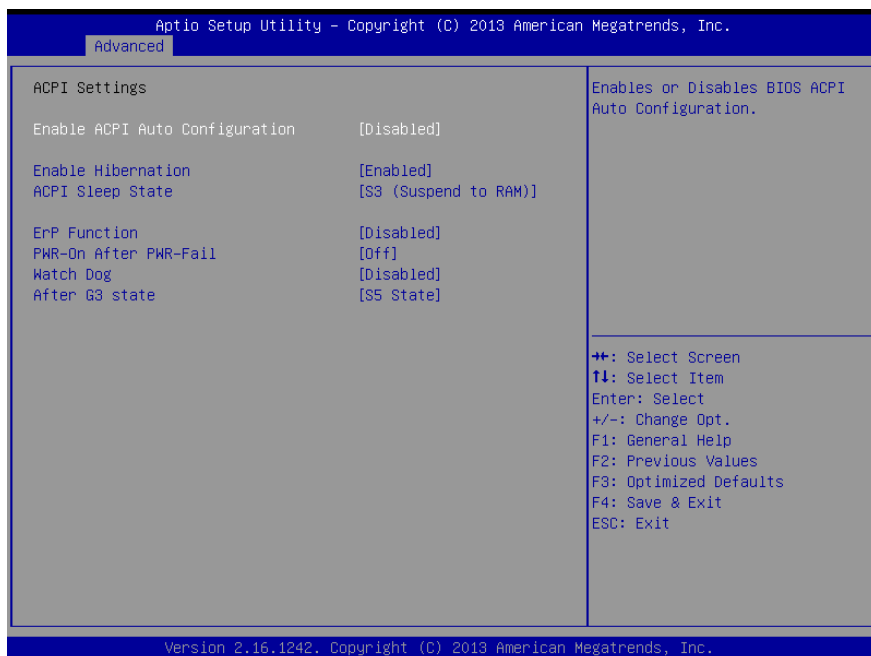 Aptio Setup Utility – Copyright (C) 2013 American Megatrends, Inc.
Advanced
ACPI Settings
Enable ACPI Auto Configuration [Disabled]
Enable Hibernation [Enabled]
ACPI Sleep State [S3 (Suspend to RAM)]
ErP Function [Disabled]
PWR-On After PWR-Fail [Off]
Watch Dog [Disabled]
After G3 state [S5 State]
Enables or Disables BIOS ACPI
Auto Configuration.
→←: Select Screen
↑↓: Select Item
Enter: Select
+/-: Change Opt.
F1: General Help
F2: Previous Values
F3: Optimized Defaults
F4: Save & Exit
ESC: Exit
Version 2.16.1242. Copyright (C) 2013 American Megatrends, Inc.